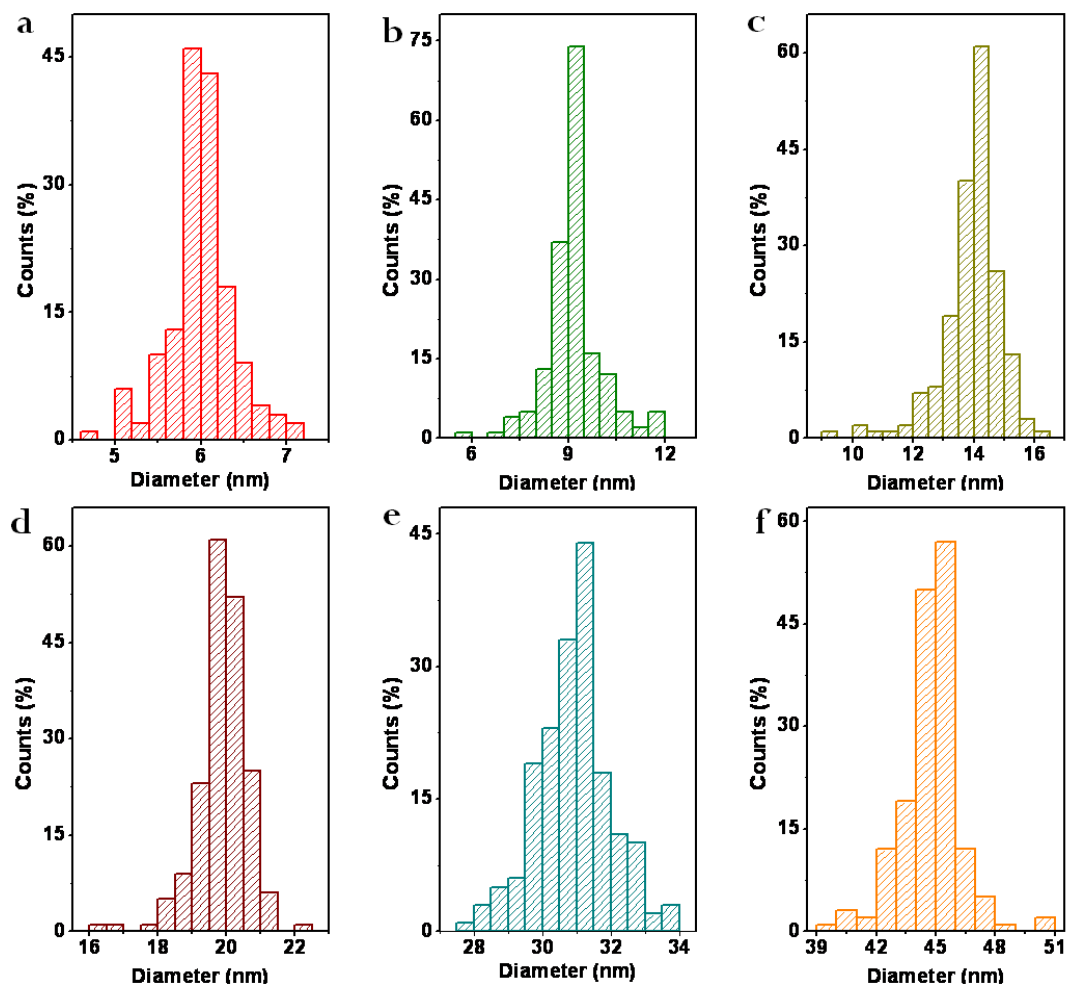 a
45
30
15
0
Counts (%)
5 6 7
Diameter (nm)
b
75
60
45
30
15
0
Counts (%)
6 9 12
Diameter (nm)
c
60
45
30
15
0
Counts (%)
10 12 14 16
Diameter (nm)
d
60
45
30
15
0
Counts (%)
16 18 20 22
Diameter (nm)
e
45
30
15
0
Counts (%)
28 30 32 34
Diameter (nm)
f
60
45
30
15
0
Counts (%)
39 42 45 48 51
Diameter (nm)